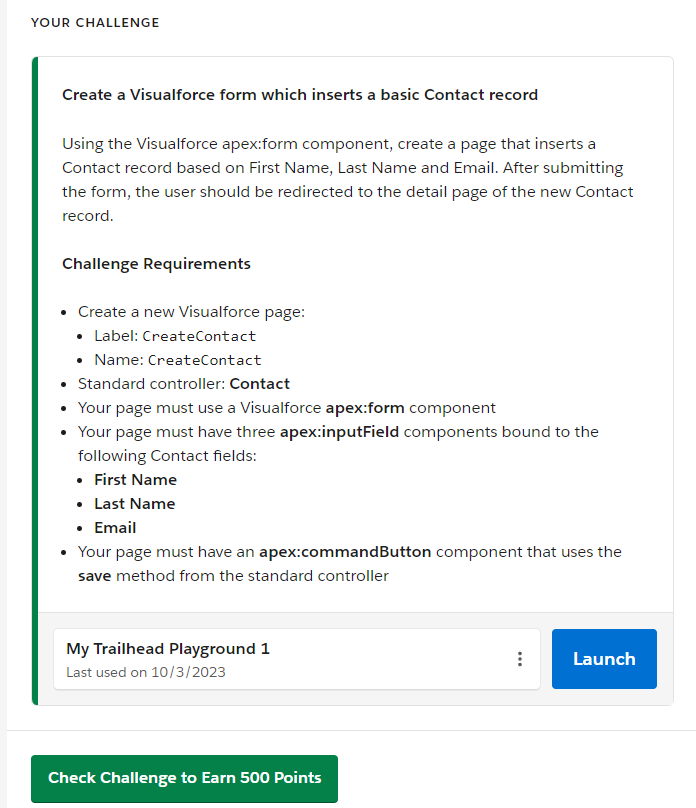 YOUR CHALLENGE
Create a Visualforce form which inserts a basic Contact record
Using the Visualforce apex:form component, create a page that inserts a
Contact record based on First Name, Last Name and Email. After submitting
the form, the user should be redirected to the detail page of the new Contact
record.
Challenge Requirements
• Create a new Visualforce page:
• Label: CreateContact
• Name: CreateContact
• Standard controller: Contact
• Your page must use a Visualforce apex:form component
• Your page must have three apex:inputField components bound to the
following Contact fields:
• First Name
• Last Name
• Email
• Your page must have an apex:commandButton component that uses the
save method from the standard controller
My Trailhead Playground 1
Last used on 10/3/2023
Launch
Check Challenge to Earn 500 Points